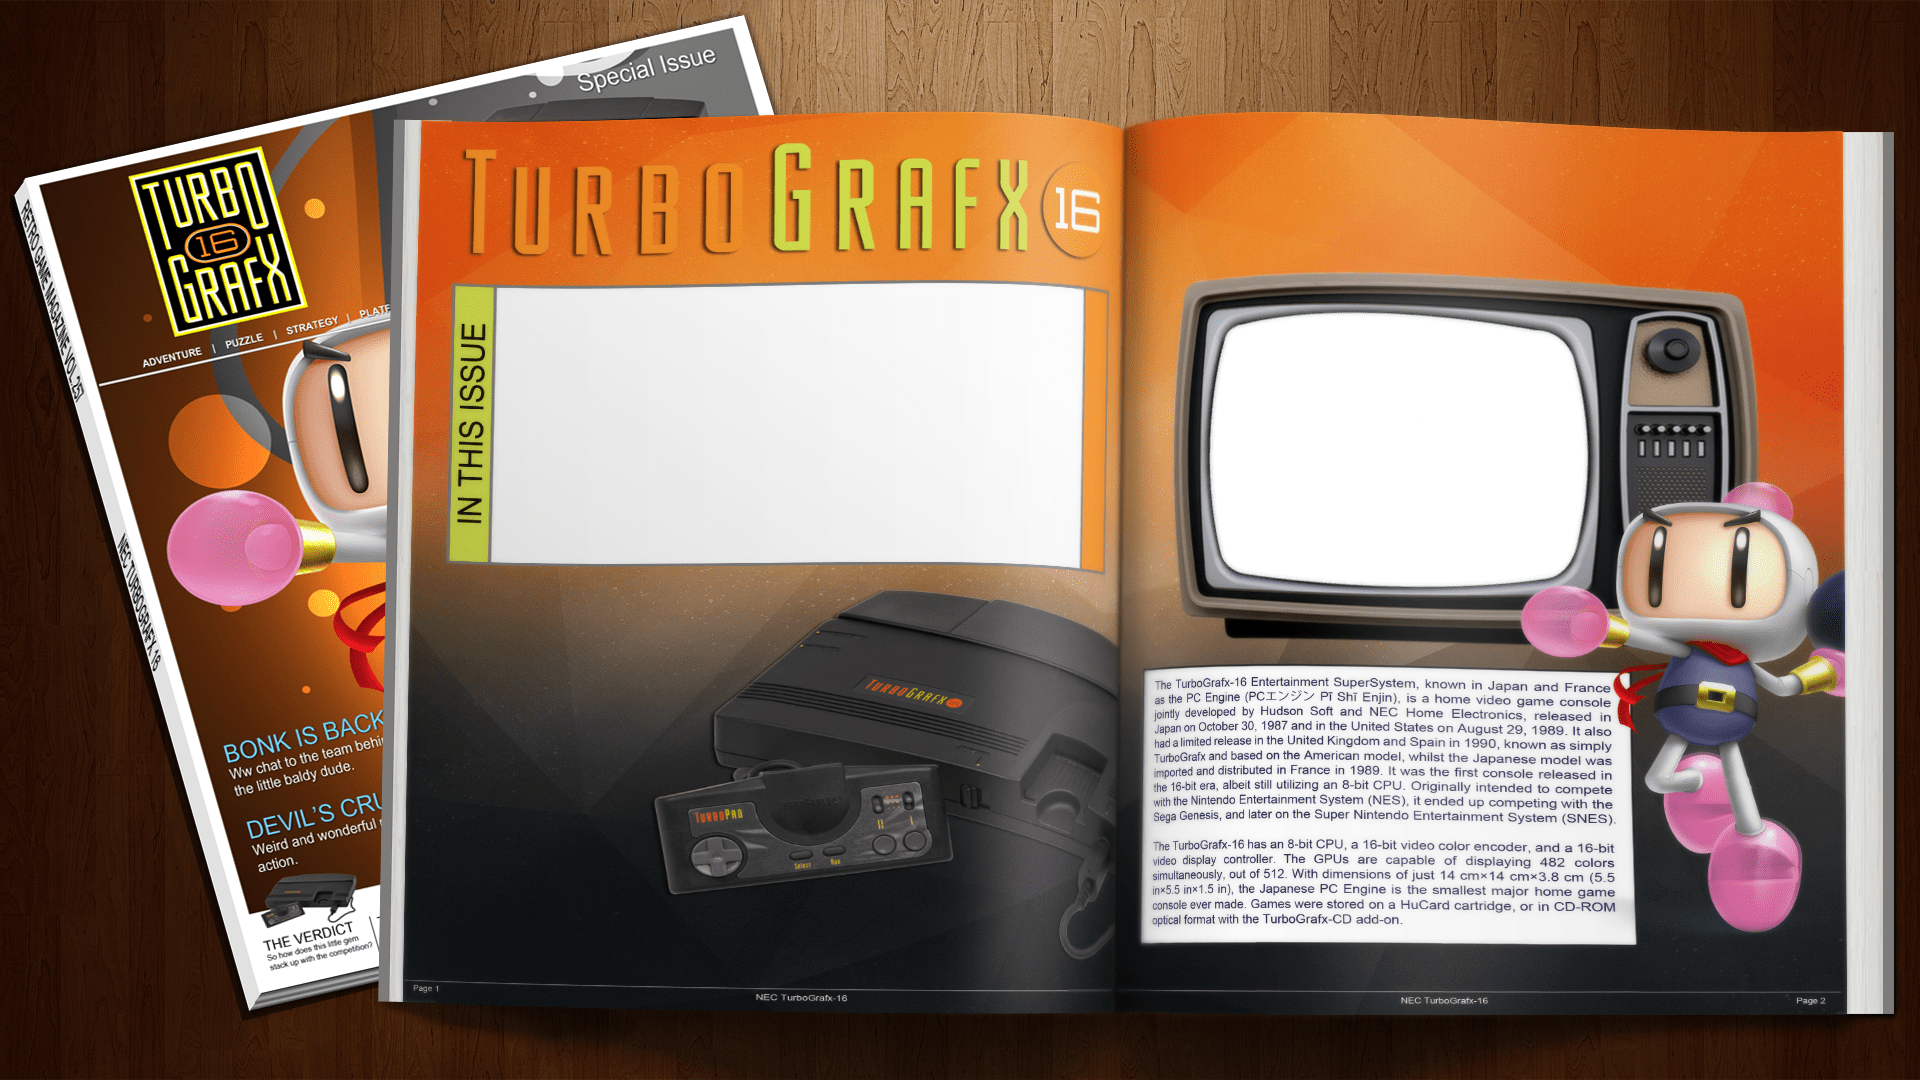 Special Issue
TURBO
16
GRAFX
ADVENTURE | PUZZLE | STRATEGY | PLATF
RETRO GAME MAGAZINE VOL. 257
NEC TURBOGRAFX 16
BONK IS BACK
Ww chat to the team behin
the little baldy dude.
DEVIL'S CRU
Weird and wonderful
action.
THE VERDICT
So how does this little gem
stack up with the competition?
TURBOGRAFX 16
IN THIS ISSUE
TURBOGRAFX 16
TURBOPAD
II I
Select Run
Page 1
NEC TurboGrafx-16
The TurboGrafx-16 Entertainment SuperSystem, known in Japan and France
as the PC Engine (PCエンジン Pī Shī Enjin), is a home video game console
jointly developed by Hudson Soft and NEC Home Electronics, released in
Japan on October 30, 1987 and in the United States on August 29, 1989. It also
had a limited release in the United Kingdom and Spain in 1990, known as simply
TurboGrafx and based on the American model, whilst the Japanese model was
imported and distributed in France in 1989. It was the first console released in
the 16-bit era, albeit still utilizing an 8-bit CPU. Originally intended to compete
with the Nintendo Entertainment System (NES), it ended up competing with the
Sega Genesis, and later on the Super Nintendo Entertainment System (SNES).
The TurboGrafx-16 has an 8-bit CPU, a 16-bit video color encoder, and a 16-bit
video display controller. The GPUs are capable of displaying 482 colors
simultaneously, out of 512. With dimensions of just 14 cm×14 cm×3.8 cm (5.5
in×5.5 in×1.5 in), the Japanese PC Engine is the smallest major home game
console ever made. Games were stored on a HuCard cartridge, or in CD-ROM
optical format with the TurboGrafx-CD add-on.
NEC TurboGrafx-16
Page 2